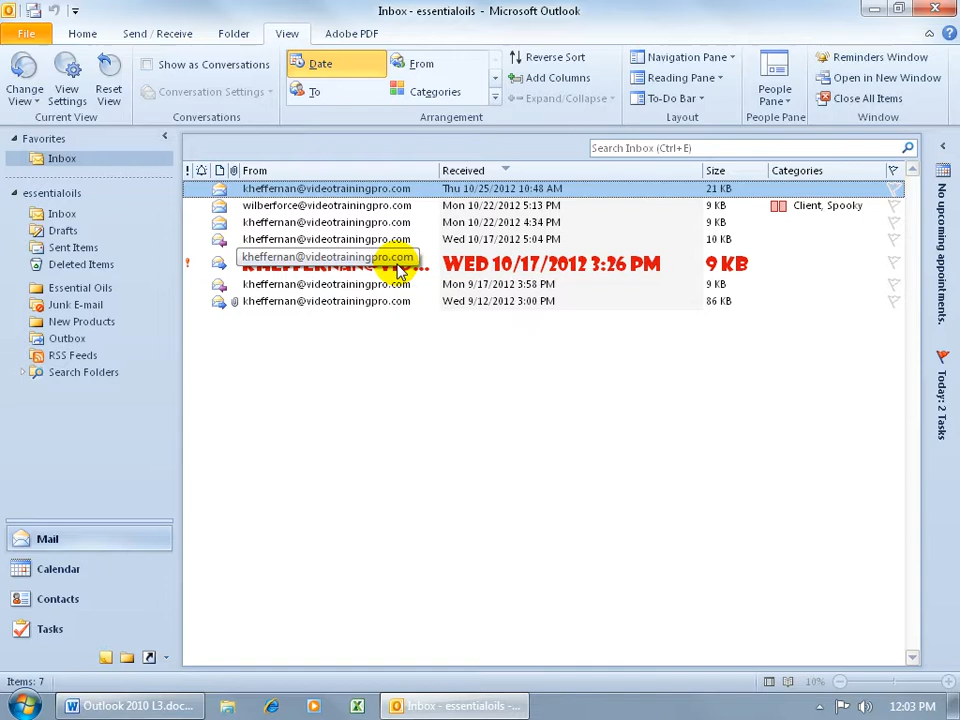 Inbox - essentialoils - Microsoft Outlook
File Home Send / Receive Folder View Adobe PDF
Change View View Settings Reset View
Current View
Show as Conversations
Conversation Settings
Conversations
Date From
To Categories
Arrangement
Reverse Sort
Add Columns
Expand/Collapse
Navigation Pane
Reading Pane
To-Do Bar
Layout
People Pane
People Pane
Reminders Window
Open in New Window
Close All Items
Window
Favorites
Inbox
essentialoils
Inbox
Drafts
Sent Items
Deleted Items
Essential Oils
Junk E-mail
New Products
Outbox
RSS Feeds
Search Folders
Mail
Calendar
Contacts
Tasks
Search Inbox (Ctrl+E)
From Received Size Categories
kheffernan@videotrainingpro.com Thu 10/25/2012 10:48 AM 21 KB
wilberforce@videotrainingpro.com Mon 10/22/2012 5:13 PM 9 KB Client, Spooky
kheffernan@videotrainingpro.com Mon 10/22/2012 4:34 PM 9 KB
kheffernan@videotrainingpro.com Wed 10/17/2012 5:04 PM 10 KB
kheffernan@videotrainingpro.com
WED 10/17/2012 3:26 PM 9 KB
kheffernan@videotrainingpro.com Mon 9/17/2012 3:58 PM 9 KB
kheffernan@videotrainingpro.com Wed 9/12/2012 3:00 PM 86 KB
No upcoming appointments.
Today: 2 Tasks
Items: 7 10%
Outlook 2010 L3.doc... Inbox - essentialoils -... 12:03 PM